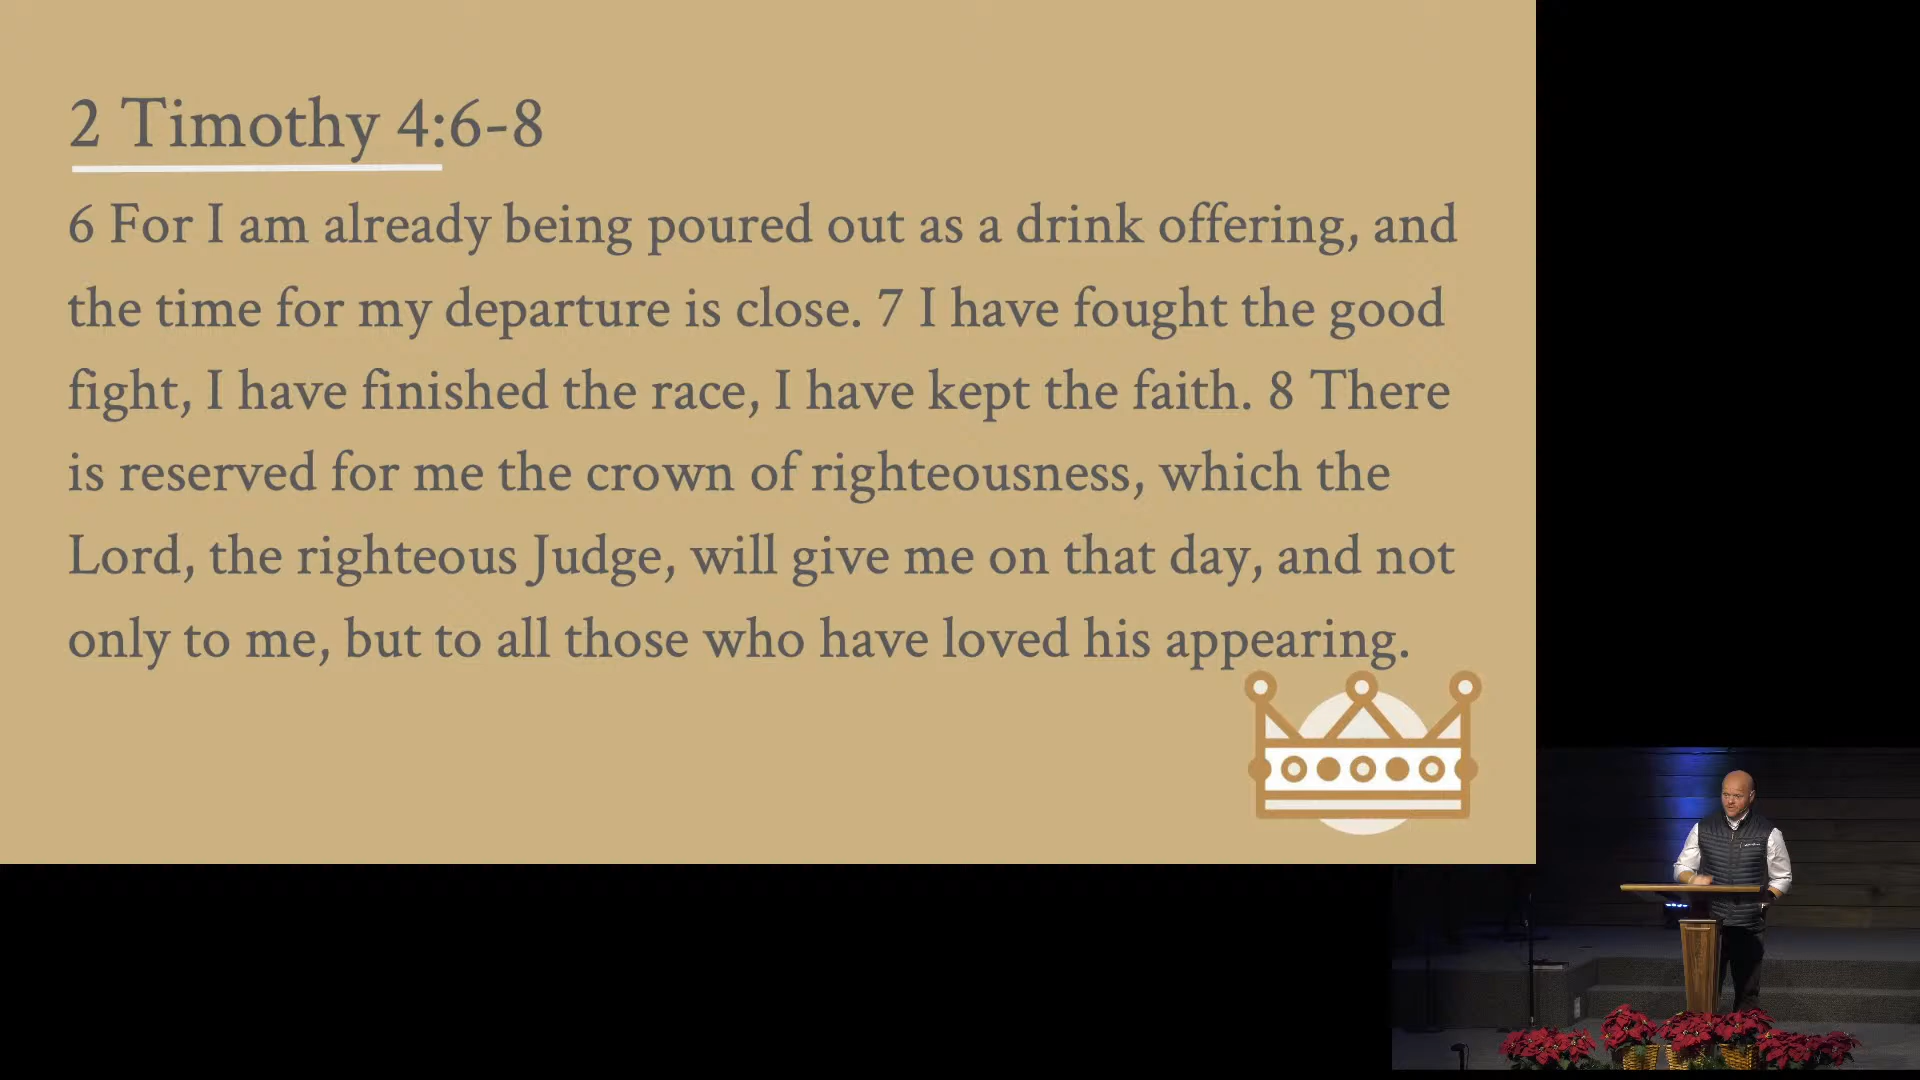 2 Timothy 4:6-8
6 For I am already being poured out as a drink offering, and
the time for my departure is close. 7 I have fought the good
fight, I have finished the race, I have kept the faith. 8 There
is reserved for me the crown of righteousness, which the
Lord, the righteous Judge, will give me on that day, and not
only to me, but to all those who have loved his appearing.